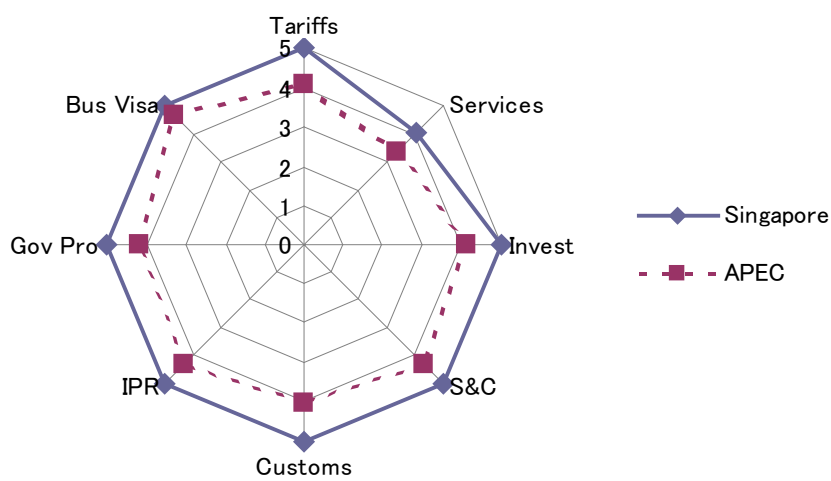 Tariffs
5
4
3
2
1
0
Services
Invest
S&C
Customs
IPR
Gov Pro
Bus Visa
Singapore
APEC